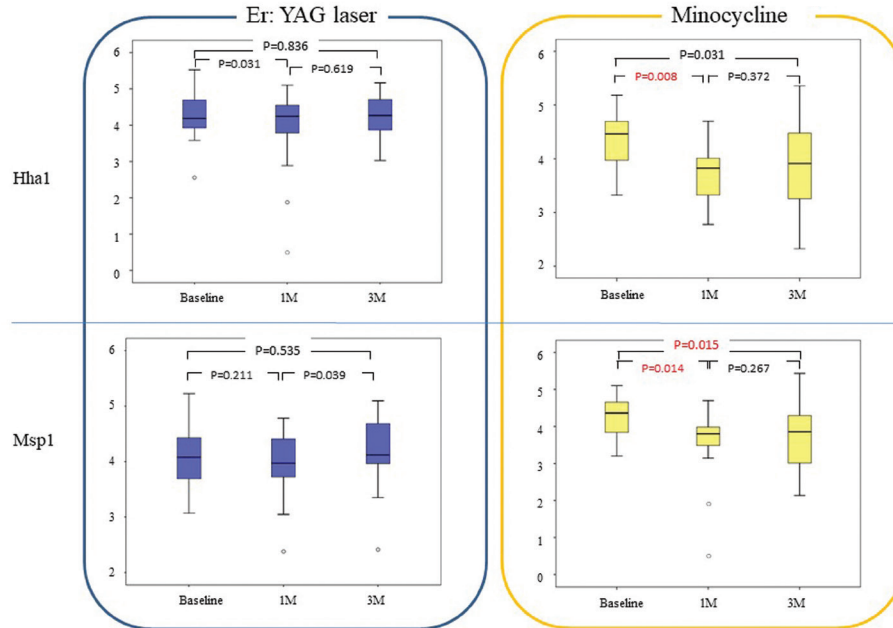 Er: YAG laser
Minocycline
Hha1
6
5
4
3
2
1
0
P=0.836
P=0.031
P=0.619
Baseline
1M
3M
6
5
4
3
2
P=0.031
P=0.008
P=0.372
Baseline
1M
3M
Msp1
6
5
4
3
2
P=0.535
P=0.211
P=0.039
Baseline
1M
3M
6
5
4
3
2
1
0
P=0.015
P=0.014
P=0.267
Baseline
1M
3M